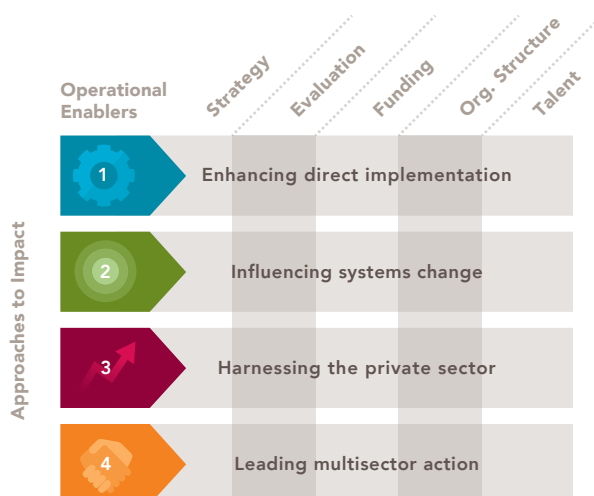 Operational
Enablers
Strategy
Evaluation
Funding
Org. Structure
Talent
Approaches to Impact
1
Enhancing direct implementation
2
Influencing systems change
3
Harnessing the private sector
4
Leading multisector action